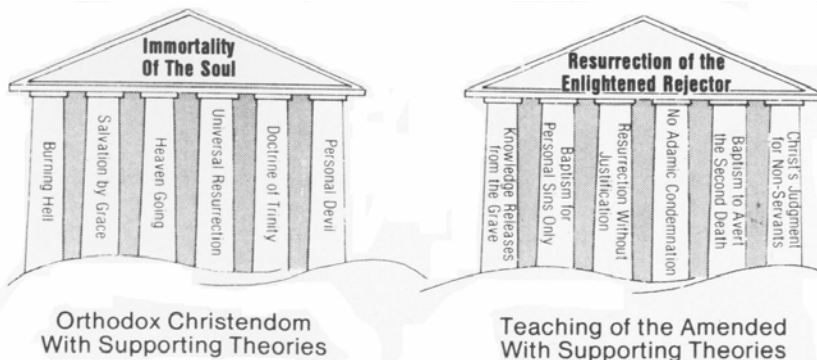 Immortality
Of The Soul
Burning Hell
Salvation by Grace
Heaven Going
Universal Resurrection
Doctrine of Trinity
Personal Devil
Orthodox Christendom
With Supporting Theories
Resurrection of the
Enlightened Rejector
Knowledge Releases
from the Grave
Baptism for
Personal Sins Only
Resurrection Without
Justification
No Adamic Condemnation
Baptism to Avert
the Second Death
Christ's Judgment
for Non-Servants
Teaching of the Amended
With Supporting Theories